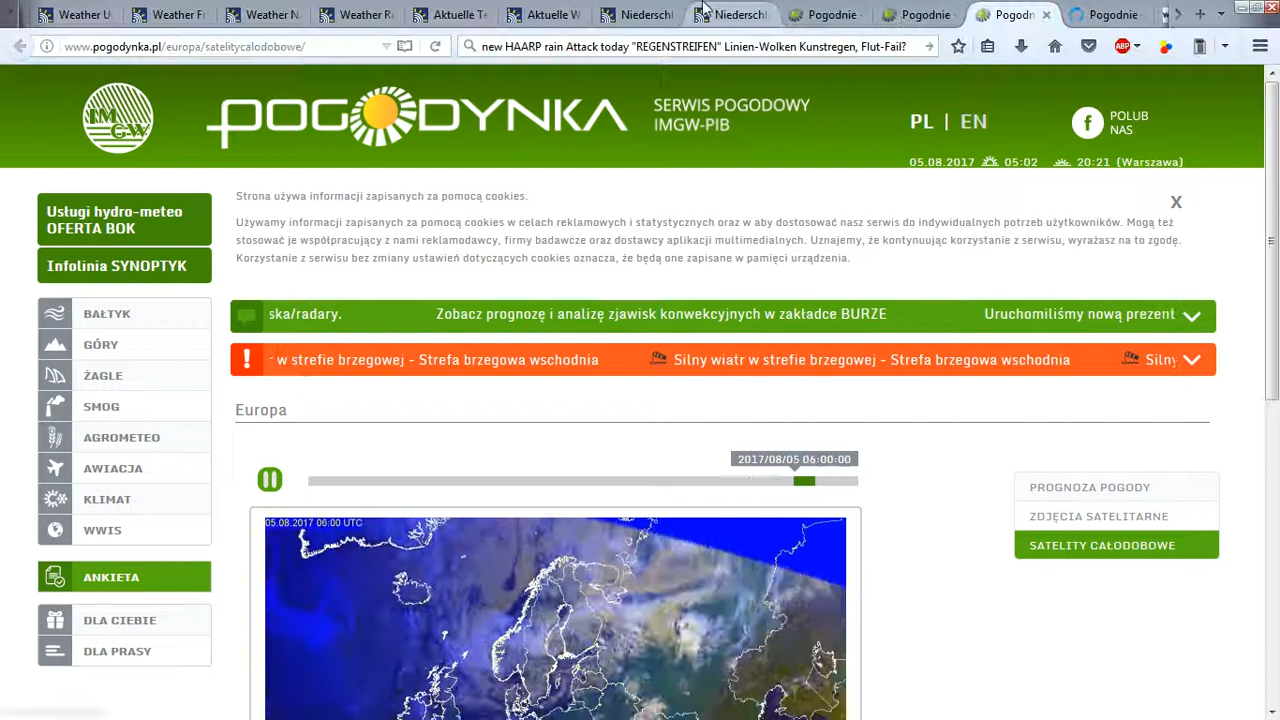 Weather U
Weather Fr
Weather N
Weather Ra
Aktuelle Te
Aktuelle W
Niederschl
Niederschl
Pogodnie
Pogodnie
Pogodn
Pogodnie
www.pogodynka.pl/europa/satelitycalodobowe/
new HAARP rain Attack today "REGENSTREIFEN" Linien-Wolken Kunstregen, Flut-Fail?
ABP
IM
GW
POGODYNKA
SERWIS POGODOWY
IMGW-PIB
PL | EN
f
POLUB
NAS
05.08.2017 05:02 20:21 (Warszawa)
Usługi hydro-meteo
OFERTA BOK
Infolinia SYNOPTYK
BAŁTYK
GÓRY
ŻAGLE
SMOG
AGROMETEO
AWIACJA
KLIMAT
WWIS
ANKIETA
DLA CIEBIE
DLA PRASY
Strona używa informacji zapisanych za pomocą cookies.
X
Używamy informacji zapisanych za pomocą cookies w celach reklamowych i statystycznych oraz w aby dostosować nasz serwis do indywidualnych potrzeb użytkowników. Mogą też
stosować je współpracujący z nami reklamodawcy, firmy badawcze oraz dostawcy aplikacji multimedialnych. Uznajemy, że kontynuując korzystanie z serwisu, wyrażasz na to zgodę.
Korzystanie z serwisu bez zmiany ustawień dotyczących cookies oznacza, że będą one zapisane w pamięci urządzenia.
ska/radary. Zobacz prognozę i analizę zjawisk konwekcyjnych w zakładce BURZE Uruchomiliśmy nową prezent
! r w strefie brzegowej - Strefa brzegowa wschodnia Silny wiatr w strefie brzegowej - Strefa brzegowa wschodnia Silny
Europa
2017/08/05 06:00:00
05.08.2017 06:00 UTC
PROGNOZA POGODY
ZDJĘCIA SATELITARNE
SATELITY CAŁODOBOWE